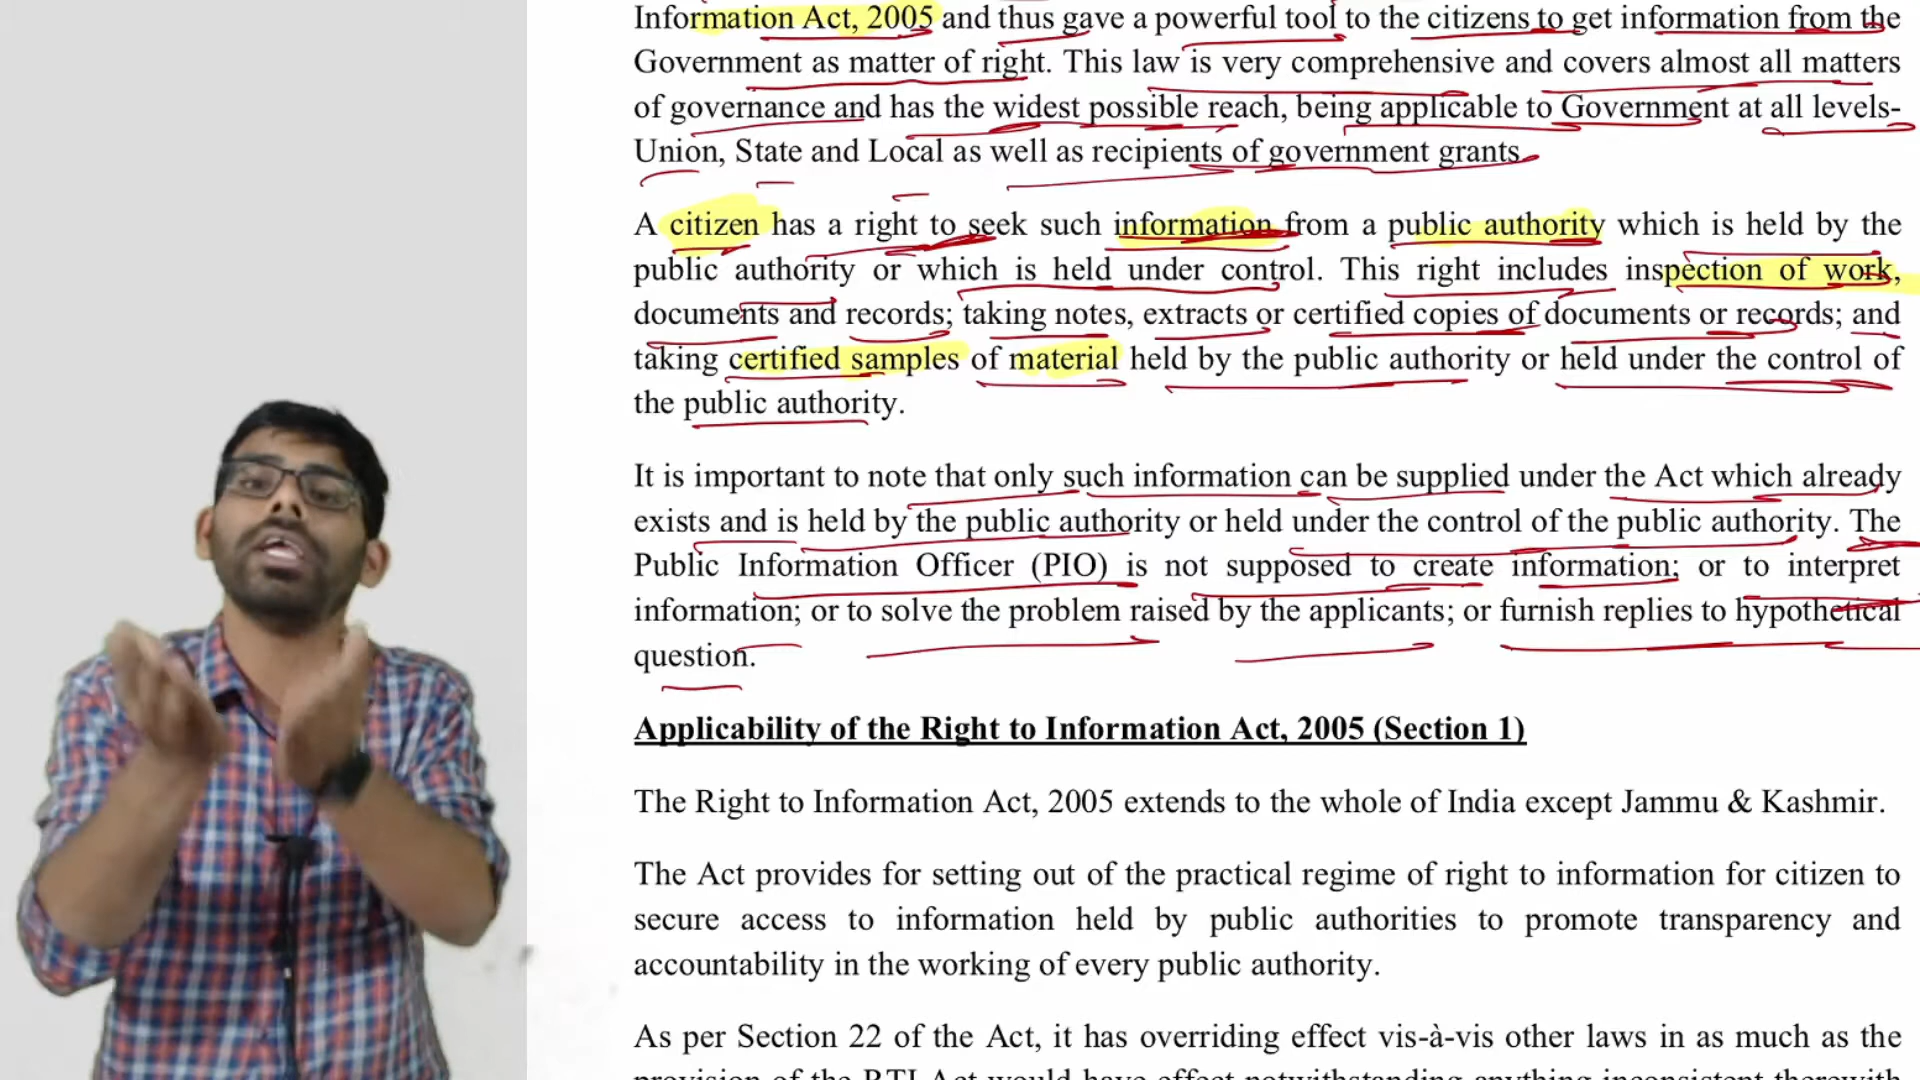 Information Act, 2005 and thus gave a powerful tool to the citizens to get information from the
Government as matter of right. This law is very comprehensive and covers almost all matters
of governance and has the widest possible reach, being applicable to Government at all levels-
Union, State and Local as well as recipients of government grants.
A citizen has a right to seek such information from a public authority which is held by the
public authority or which is held under control. This right includes inspection of work,
documents and records; taking notes, extracts or certified copies of documents or records; and
taking certified samples of material held by the public authority or held under the control of
the public authority.
It is important to note that only such information can be supplied under the Act which already
exists and is held by the public authority or held under the control of the public authority. The
Public Information Officer (PIO) is not supposed to create information; or to interpret
information; or to solve the problem raised by the applicants; or furnish replies to hypothetical
question.
Applicability of the Right to Information Act, 2005 (Section 1)
The Right to Information Act, 2005 extends to the whole of India except Jammu & Kashmir.
The Act provides for setting out of the practical regime of right to information for citizen to
secure access to information held by public authorities to promote transparency and
accountability in the working of every public authority.
As per Section 22 of the Act, it has overriding effect vis-à-vis other laws in as much as the
provision of the RTI Act would have effect notwithstanding anything inconsistent therewith